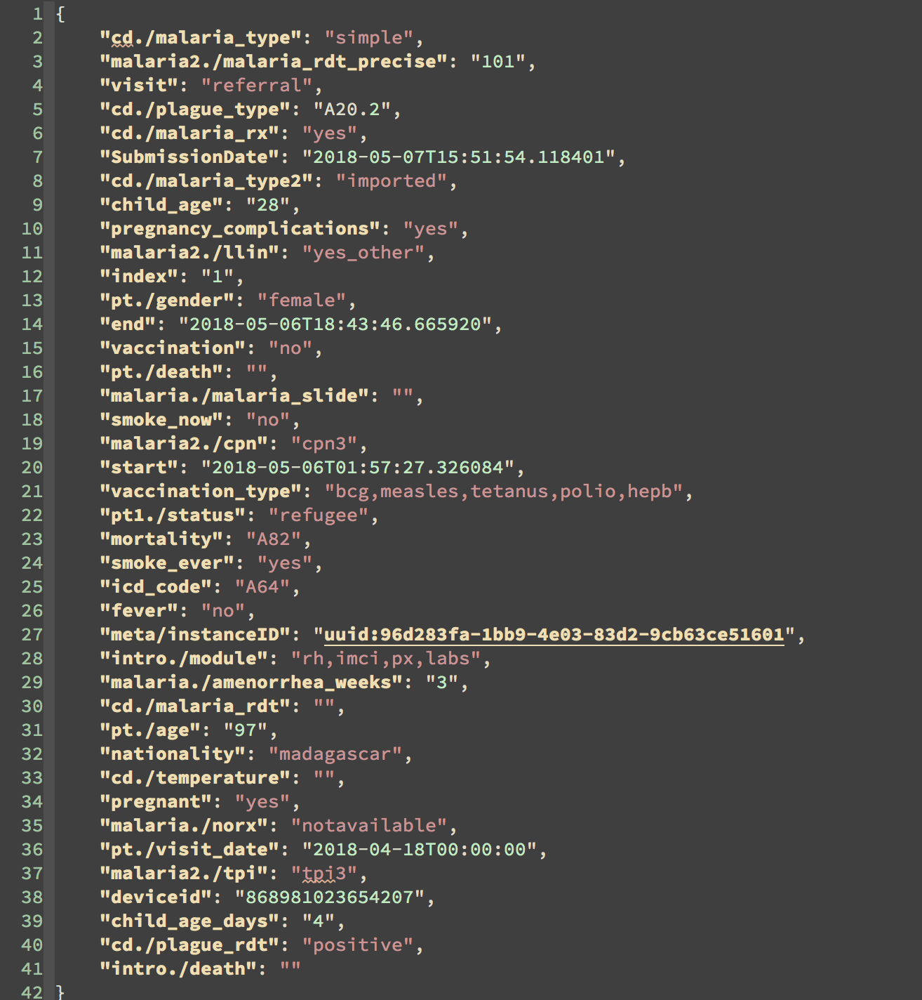 1 {
2 "cd./malaria_type": "simple",
3 "malaria2./malaria_rdt_precise": "101",
4 "visit": "referral",
5 "cd./plague_type": "A20.2",
6 "cd./malaria_rx": "yes",
7 "SubmissionDate": "2018-05-07T15:51:54.118401",
8 "cd./malaria_type2": "imported",
9 "child_age": "28",
10 "pregnancy_complications": "yes",
11 "malaria2./llin": "yes_other",
12 "index": "1",
13 "pt./gender": "female",
14 "end": "2018-05-06T18:43:46.665920",
15 "vaccination": "no",
16 "pt./death": "",
17 "malaria./malaria_slide": "",
18 "smoke_now": "no",
19 "malaria2./cpn": "cpn3",
20 "start": "2018-05-06T01:57:27.326084",
21 "vaccination_type": "bcg,measles,tetanus,polio,hepb",
22 "pt1./status": "refugee",
23 "mortality": "A82",
24 "smoke_ever": "yes",
25 "icd_code": "A64",
26 "fever": "no",
27 "meta/instanceID": "uuid:96d283fa-1bb9-4e03-83d2-9cb63ce51601",
28 "intro./module": "rh,imci,px,labs",
29 "malaria./amenorrhea_weeks": "3",
30 "cd./malaria_rdt": "",
31 "pt./age": "97",
32 "nationality": "madagascar",
33 "cd./temperature": "",
34 "pregnant": "yes",
35 "malaria./norx": "notavailable",
36 "pt./visit_date": "2018-04-18T00:00:00",
37 "malaria2./tpi": "tpi3",
38 "deviceid": "868981023654207",
39 "child_age_days": "4",
40 "cd./plague_rdt": "positive",
41 "intro./death": ""
42 }